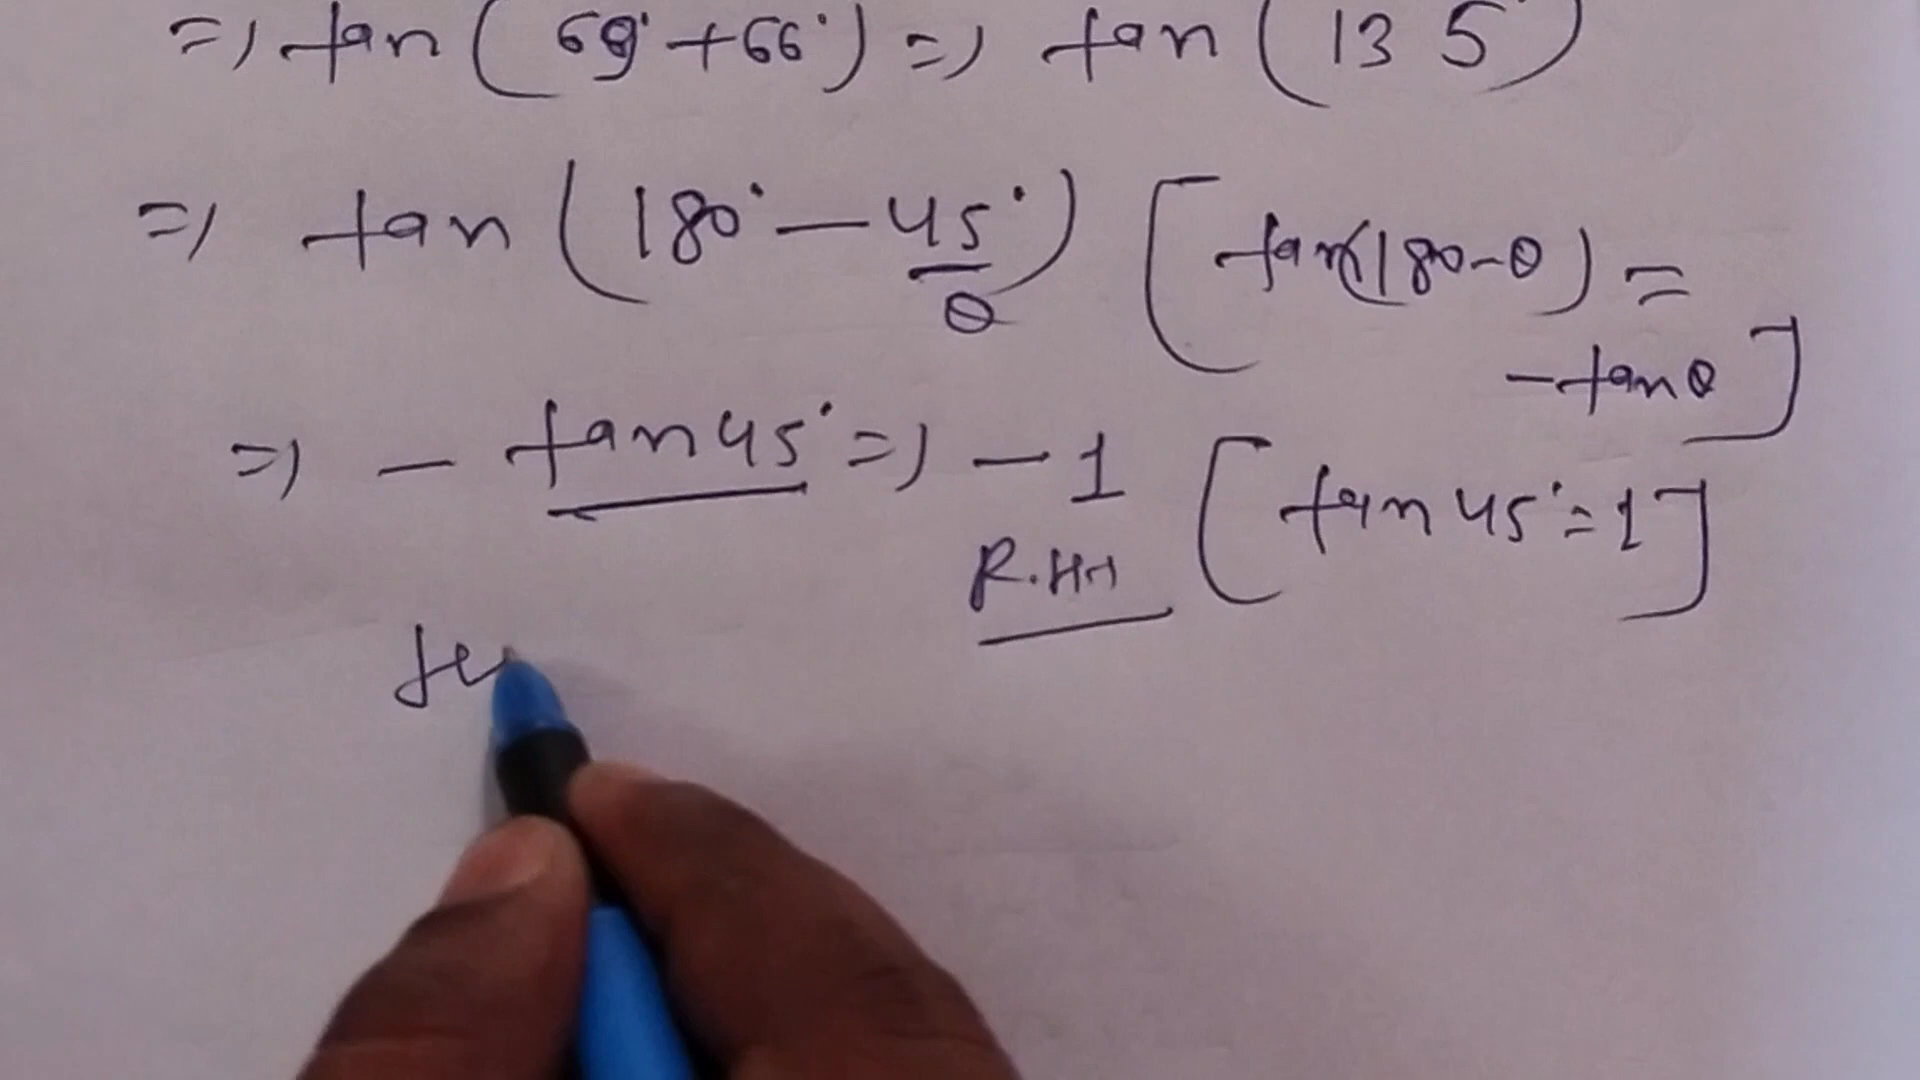 => tan ( 69° + 66° ) => tan ( 135° )
=> tan ( 180° - 45° ) [ tan(180-θ) =
θ
-tanθ ]
=> - tan45° => -1 [ tan45° = 1 ]
R.H.